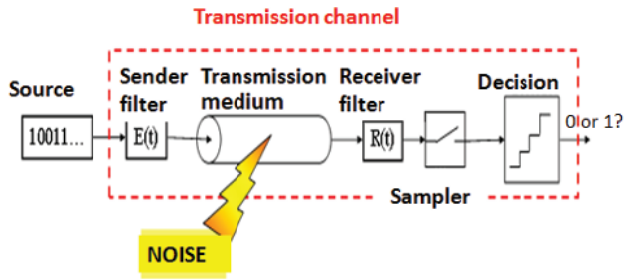 Transmission channel
Source
Sender
filter
Transmission
medium
Receiver
filter
Decision
10011...
E(t)
R(t)
0 or 1?
Sampler
NOISE